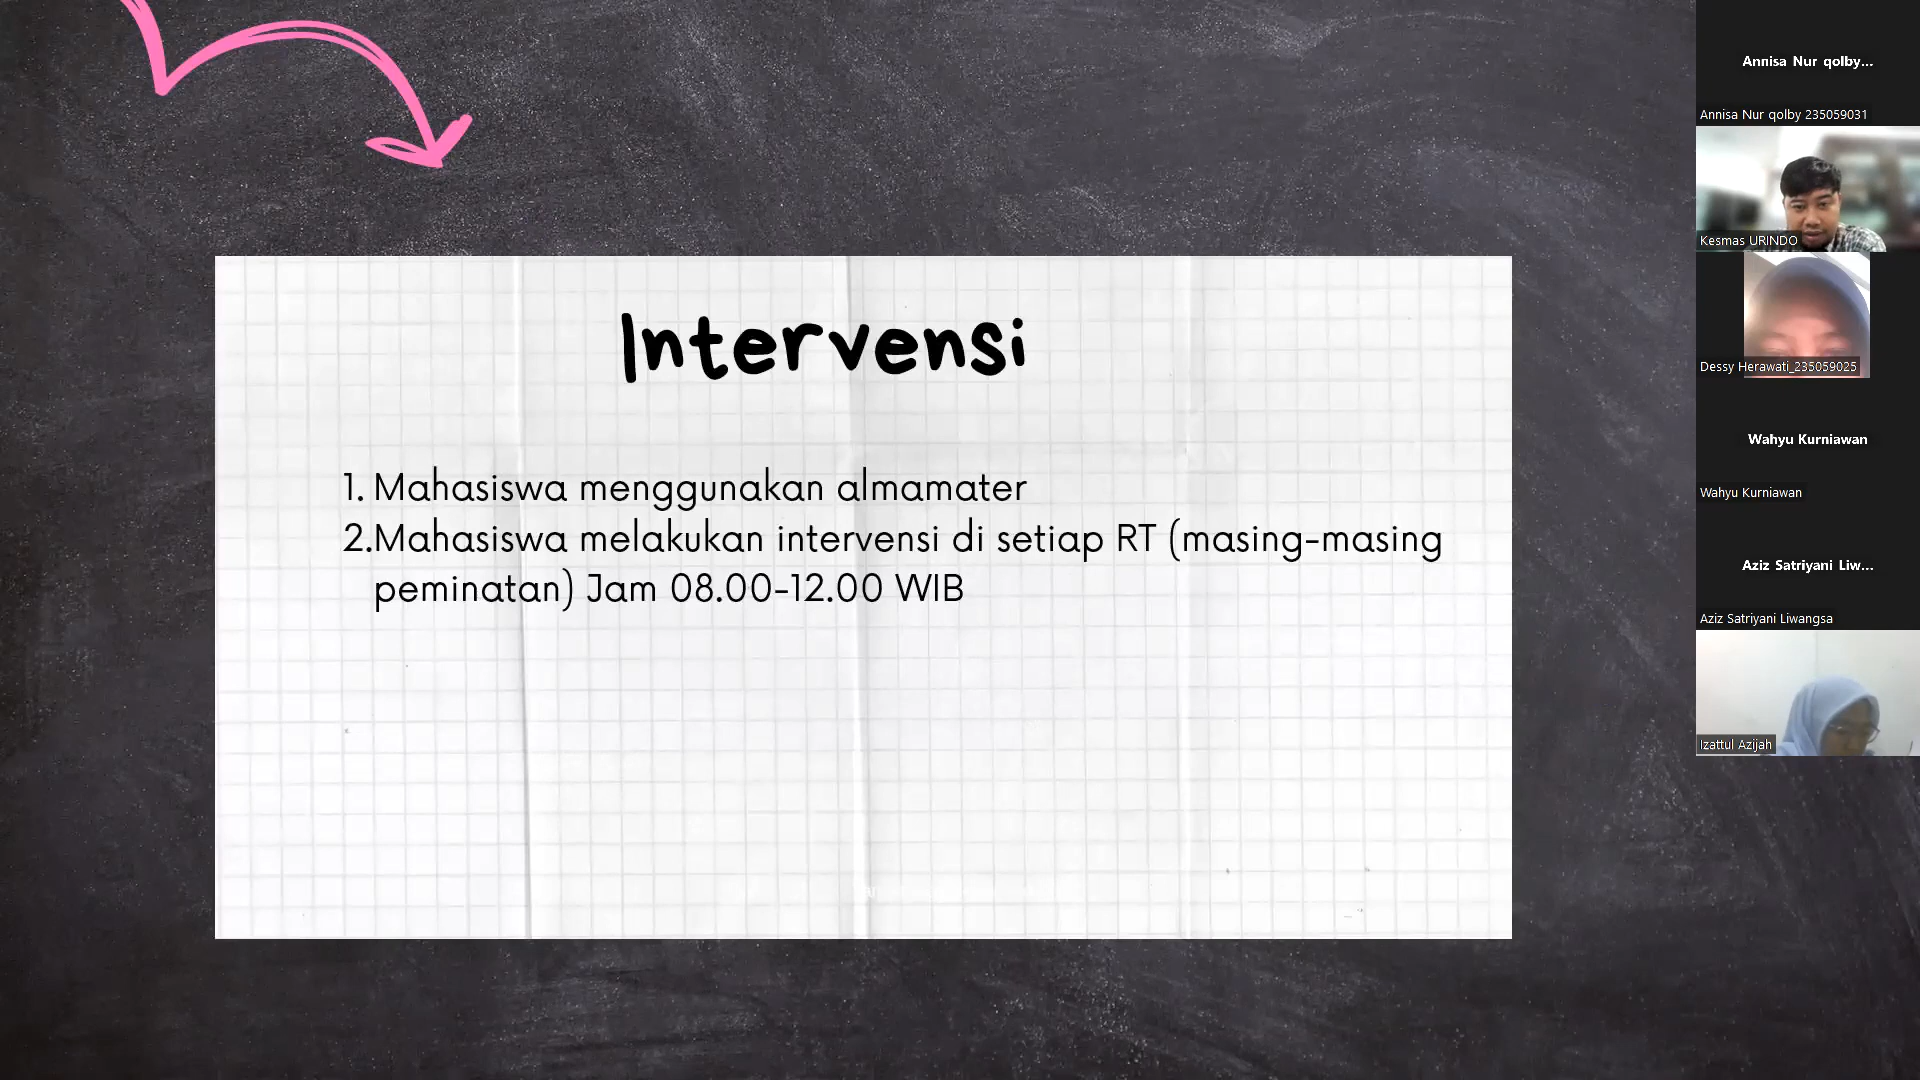 Intervensi
1. Mahasiswa menggunakan almamater
2.Mahasiswa melakukan intervensi di setiap RT (masing-masing
peminatan) Jam 08.00-12.00 WIB
Annisa Nur qolby...
Annisa Nur qolby 235059031
Kesmas URINDO
Dessy Herawati_235059025
Wahyu Kurniawan
Wahyu Kurniawan
Aziz Satriyani Liw...
Aziz Satriyani Liwangsa
Izattul Azijah